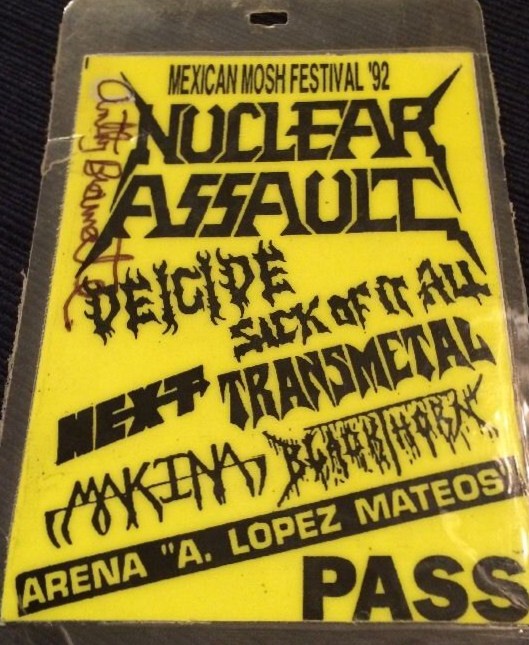 MEXICAN MOSH FESTIVAL '92
NUCLEAR
ASSAULT
DEICIDE
SICK OF IT ALL
NEXT
TRANSMETAL
MAKINA
ARENA "A. LOPEZ MATEOS"
PASS